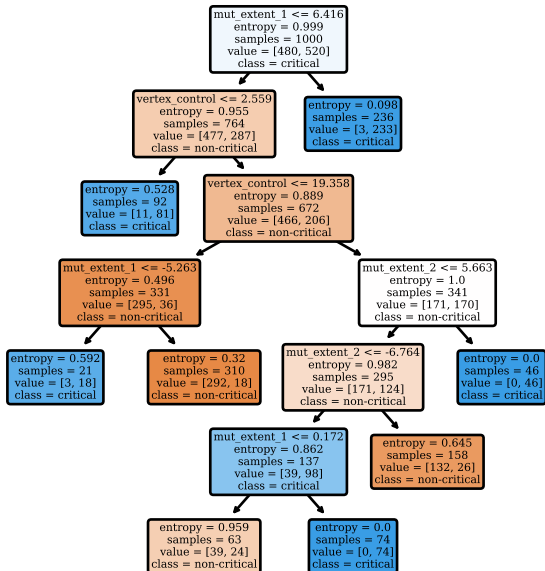 mut_extent_1 <= 6.416
entropy = 0.999
samples = 1000
value = [480, 520]
class = critical
vertex_control <= 2.559
entropy = 0.955
samples = 764
value = [477, 287]
class = non-critical
entropy = 0.098
samples = 236
value = [3, 233]
class = critical
entropy = 0.528
samples = 92
value = [11, 81]
class = critical
vertex_control <= 19.358
entropy = 0.889
samples = 672
value = [466, 206]
class = non-critical
mut_extent_1 <= -5.263
entropy = 0.496
samples = 331
value = [295, 36]
class = non-critical
mut_extent_2 <= 5.663
entropy = 1.0
samples = 341
value = [171, 170]
class = non-critical
entropy = 0.592
samples = 21
value = [3, 18]
class = critical
entropy = 0.32
samples = 310
value = [292, 18]
class = non-critical
mut_extent_2 <= -6.764
entropy = 0.982
samples = 295
value = [171, 124]
class = non-critical
entropy = 0.0
samples = 46
value = [0, 46]
class = critical
mut_extent_1 <= 0.172
entropy = 0.862
samples = 137
value = [39, 98]
class = critical
entropy = 0.645
samples = 158
value = [132, 26]
class = non-critical
entropy = 0.959
samples = 63
value = [39, 24]
class = non-critical
entropy = 0.0
samples = 74
value = [0, 74]
class = critical